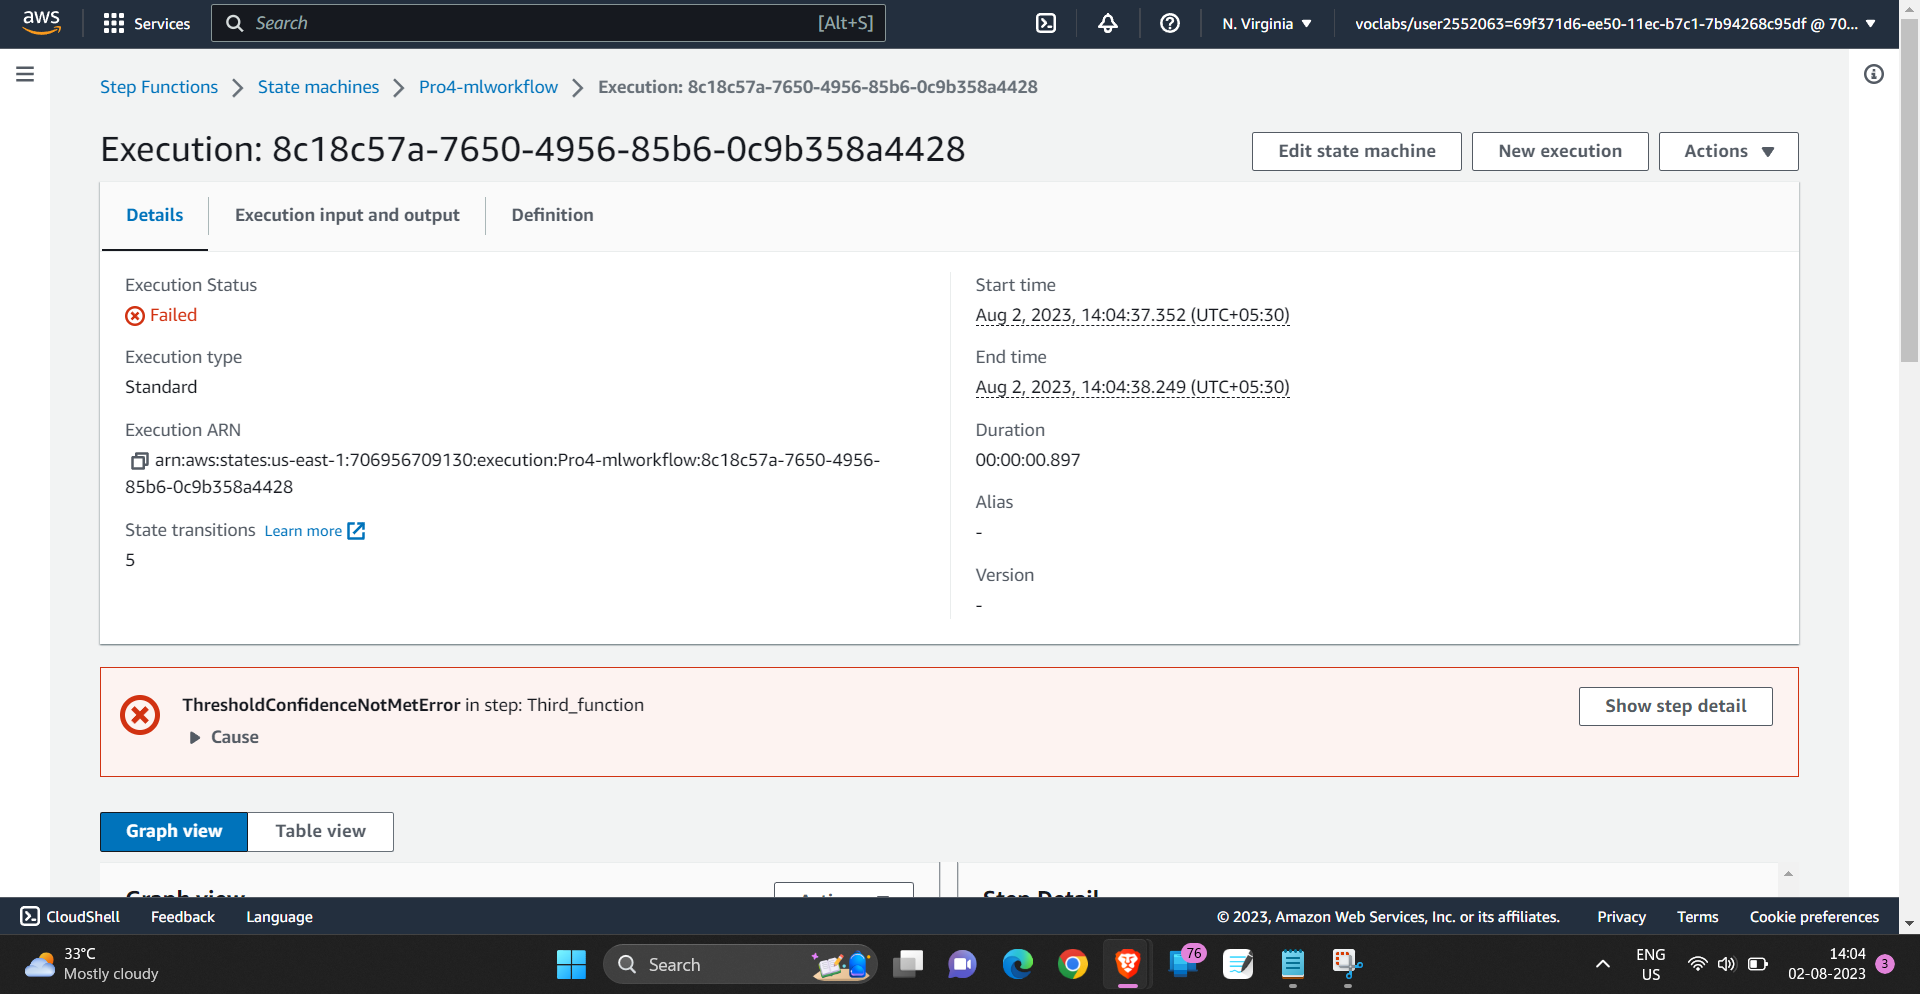 aws
Services
Search
[Alt+S]
N. Virginia
voclabs/user2552063=69f371d6-ee50-11ec-b7c1-7b94268c95df @ 70...
Step Functions
State machines
Pro4-mlworkflow
Execution: 8c18c57a-7650-4956-85b6-0c9b358a4428
Execution: 8c18c57a-7650-4956-85b6-0c9b358a4428
Edit state machine
New execution
Actions
Details
Execution input and output
Definition
Execution Status
Failed
Execution type
Standard
Execution ARN
arn:aws:states:us-east-1:706956709130:execution:Pro4-mlworkflow:8c18c57a-7650-4956-
85b6-0c9b358a4428
State transitions Learn more
5
Start time
Aug 2, 2023, 14:04:37.352 (UTC+05:30)
End time
Aug 2, 2023, 14:04:38.249 (UTC+05:30)
Duration
00:00:00.897
Alias
-
Version
-
ThresholdConfidenceNotMetError in step: Third_function
Cause
Show step detail
Graph view
Table view
Graph view
Actions
Step Detail
CloudShell
Feedback
Language
© 2023, Amazon Web Services, Inc. or its affiliates.
Privacy
Terms
Cookie preferences
33°C
Mostly cloudy
Search
76
ENG
US
14:04
02-08-2023
3